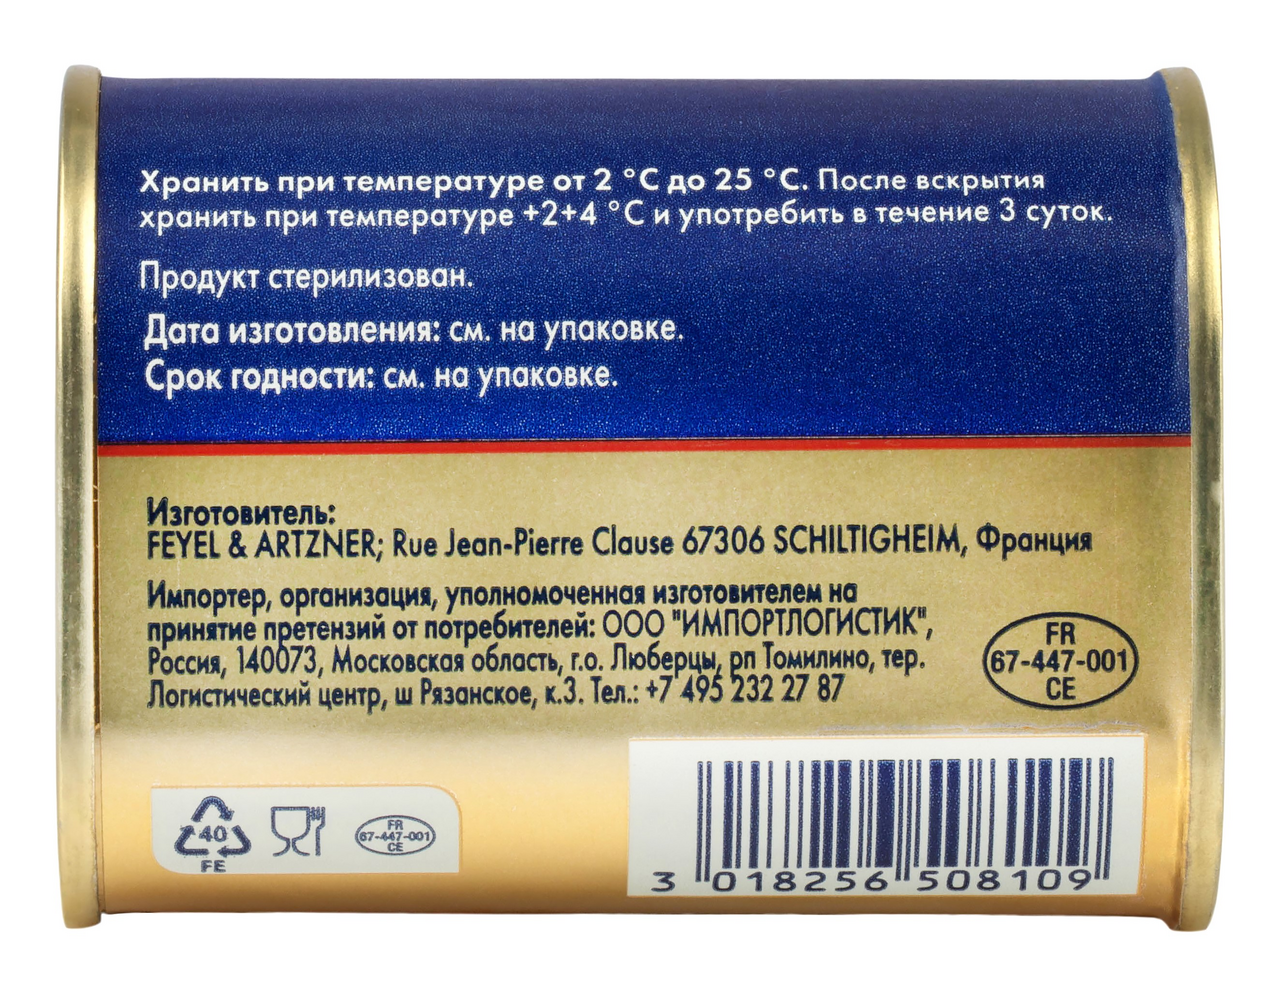 Хранить при температуре от 2 °С до 25 °С. После вскрытия
хранить при температуре +2+4 °С и употребить в течение 3 суток.
Продукт стерилизован.
Дата изготовления: см. на упаковке.
Срок годности: см. на упаковке.
Изготовитель:
FEYEL & ARTZNER; Rue Jean-Pierre Clause 67306 SCHILTIGHEIM, Франция
Импортер, организация, уполномоченная изготовителем на
принятие претензий от потребителей: ООО "ИМПОРТЛОГИСТИК",
Россия, 140073, Московская область, г.о. Люберцы, рп Томилино, тер.
Логистический центр, ш Рязанское, к.3. Тел.: +7 495 232 27 87
FR
67-447-001
CE
40
FE
FR
67-447-001
CE
3 018256 508109